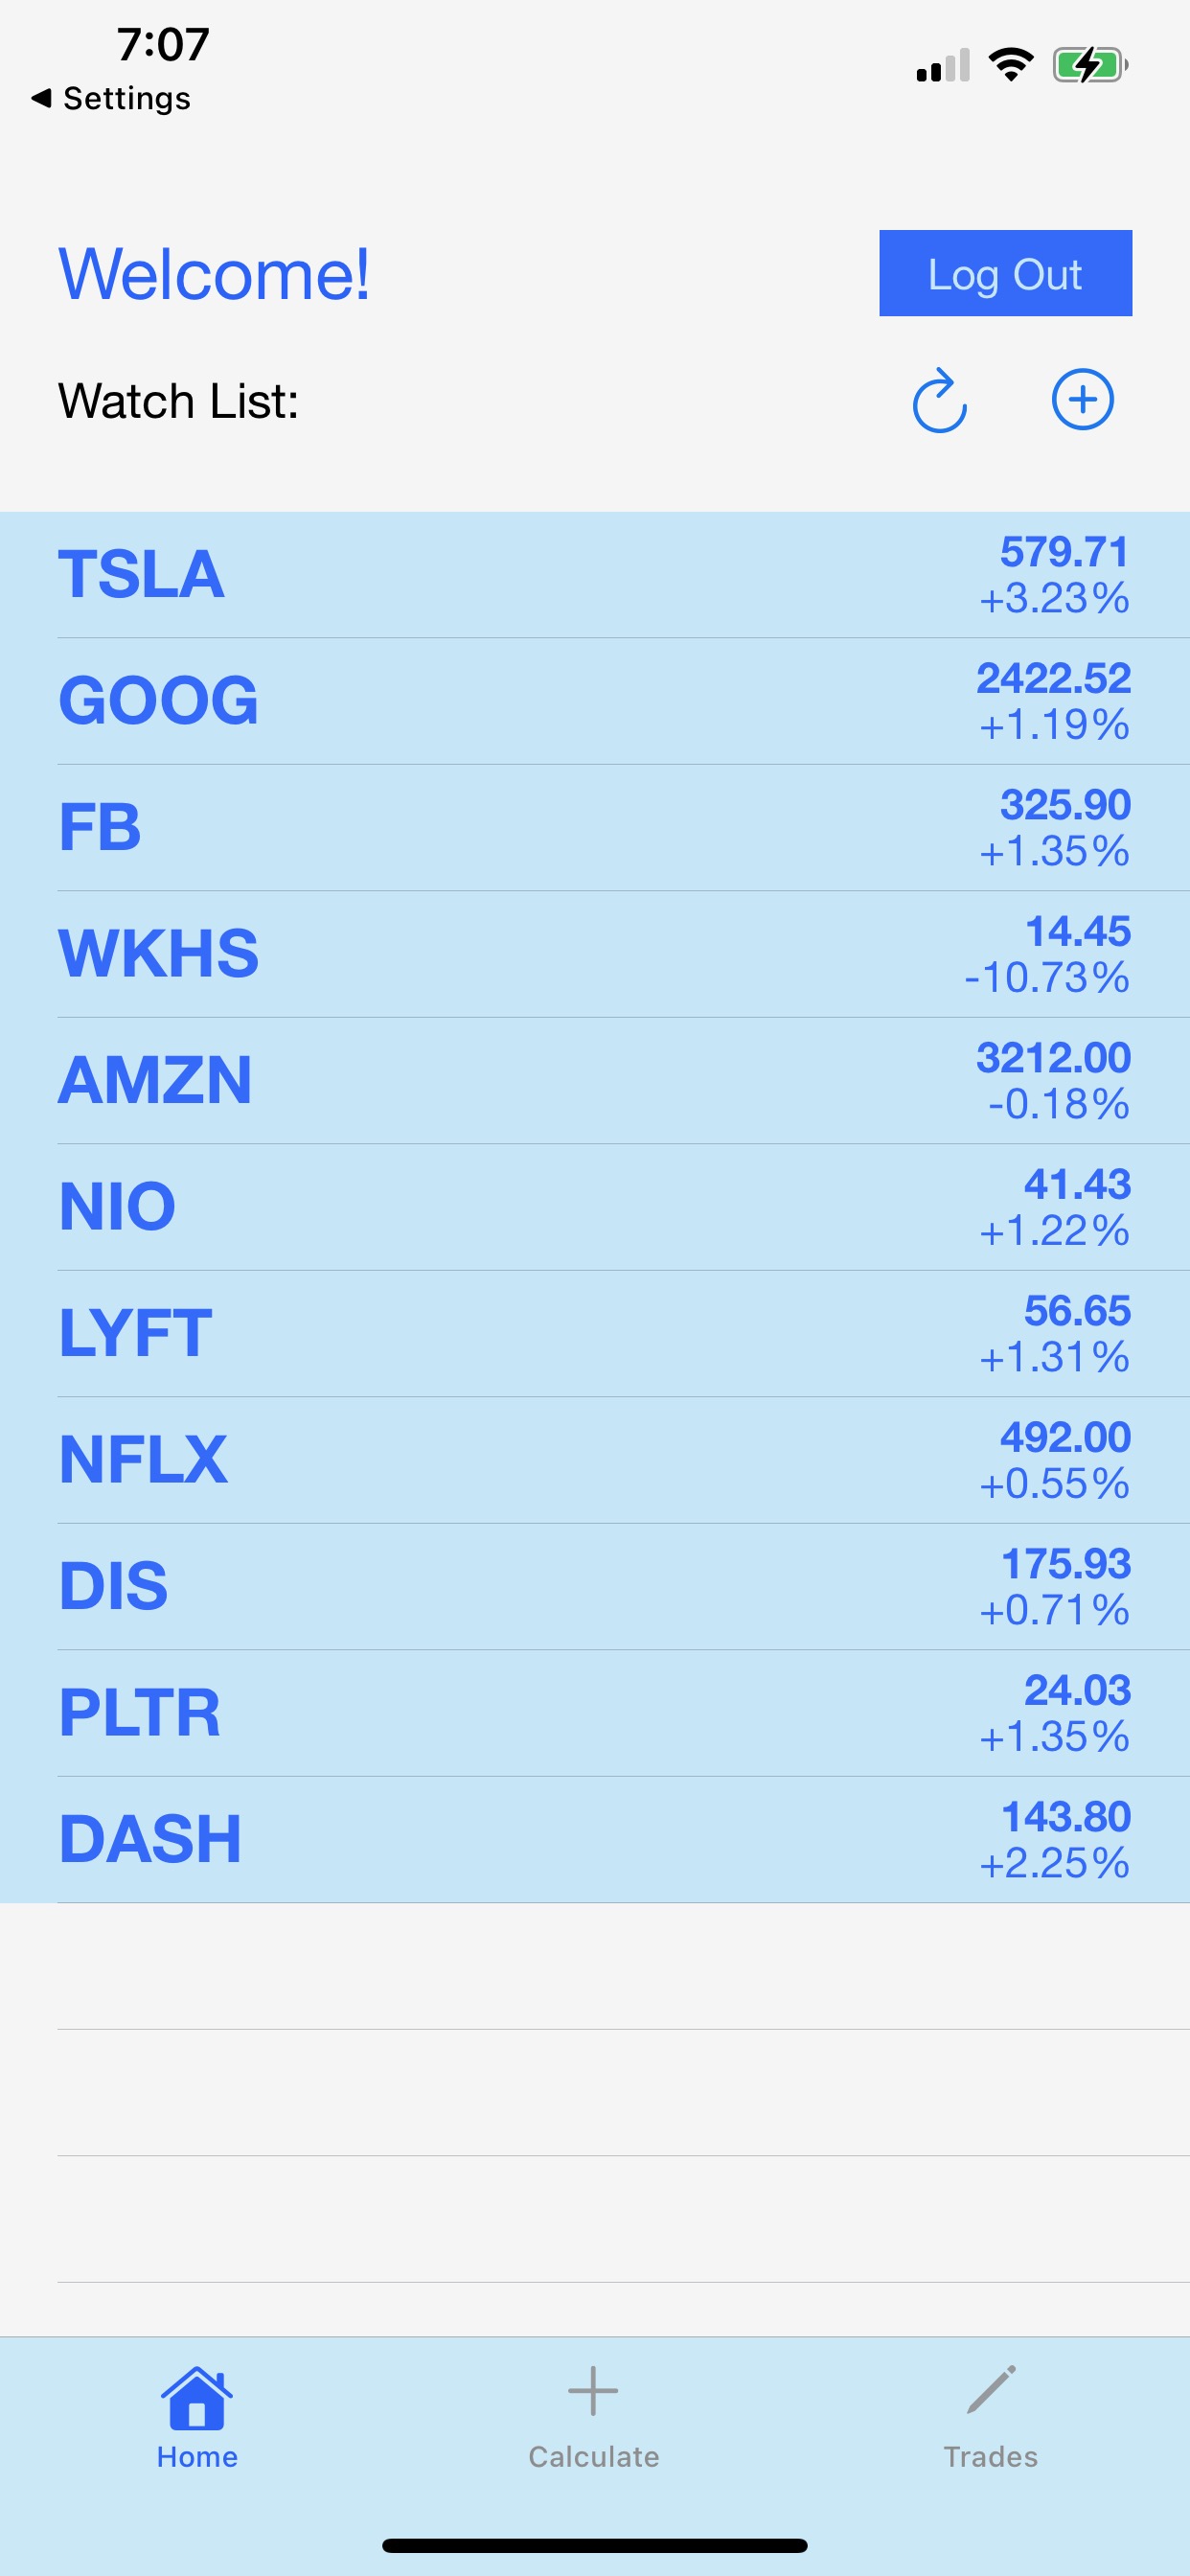 7:07
◀ Settings
Welcome!
Log Out
Watch List:
TSLA
579.71
+3.23%
GOOG
2422.52
+1.19%
FB
325.90
+1.35%
WKHS
14.45
-10.73%
AMZN
3212.00
-0.18%
NIO
41.43
+1.22%
LYFT
56.65
+1.31%
NFLX
492.00
+0.55%
DIS
175.93
+0.71%
PLTR
24.03
+1.35%
DASH
143.80
+2.25%
Home
Calculate
Trades